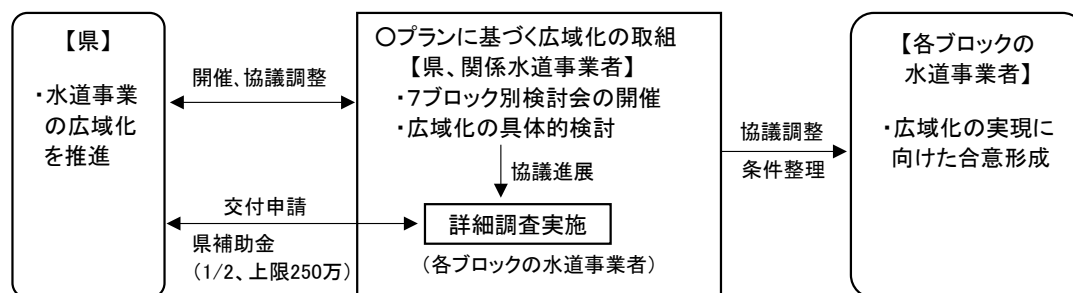 【県】
・水道事業
の広域化
を推進
開催、協議調整
交付申請
県補助金
(1/2、上限250万)
○プランに基づく広域化の取組
【県、関係水道事業者】
・7ブロック別検討会の開催
・広域化の具体的検討
協議進展
詳細調査実施
(各ブロックの水道事業者)
協議調整
条件整理
【各ブロックの
水道事業者】
・広域化の実現に
向けた合意形成